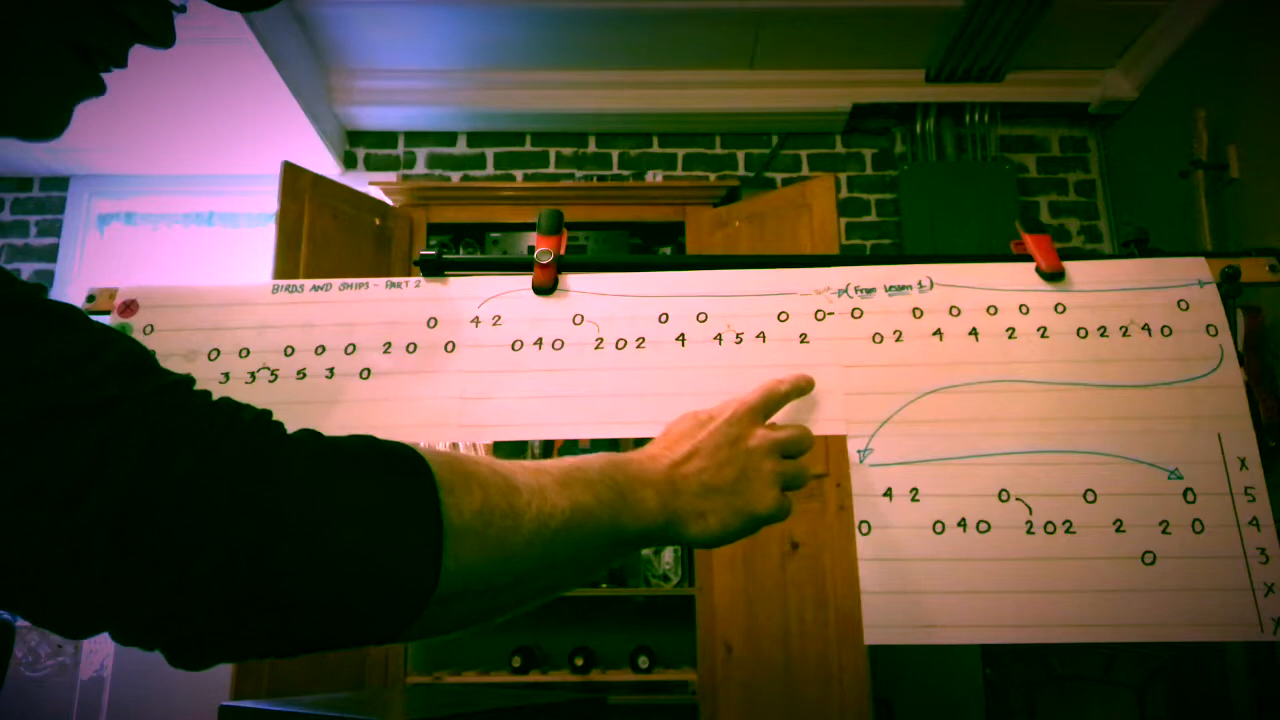 BIRDS AND SHIPS - PART 2
(From Lesson 1)
0 0 4 2 0 0 0 0 0- 0 0 0 0 0 0
0 0 0 0 0 2 0 0 0 4 0 2 0 2 4 4 5 4 2 0 2 4 4 2 2 0 2 2 4 0 0
3 3 5 5 3 0
X
4 2 0 0 0 5
0 0 4 0 2 0 2 2 2 0 4
0 3
X